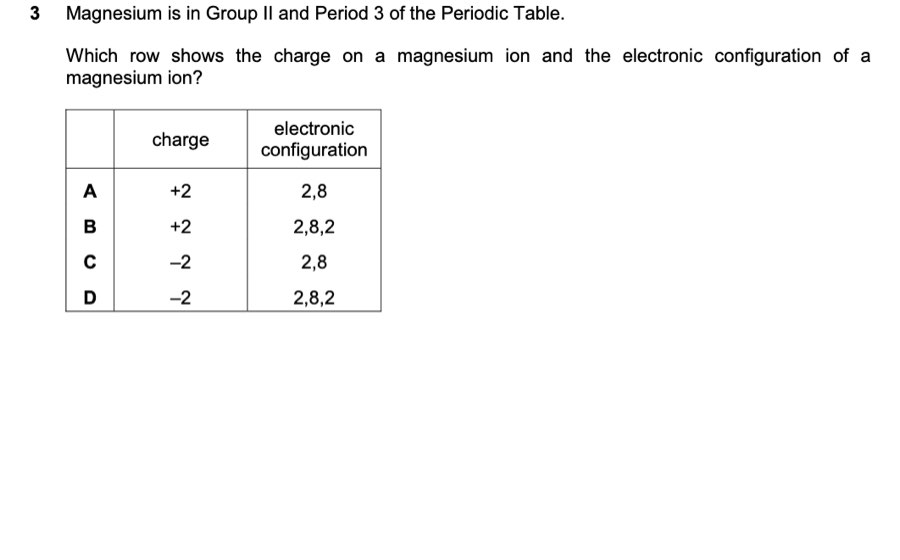 3 Magnesium is in Group II and Period 3 of the Periodic Table.
Which row shows the charge on a magnesium ion and the electronic configuration of a
magnesium ion?
charge electronic
configuration
A +2 2,8
B +2 2,8,2
C –2 2,8
D –2 2,8,2